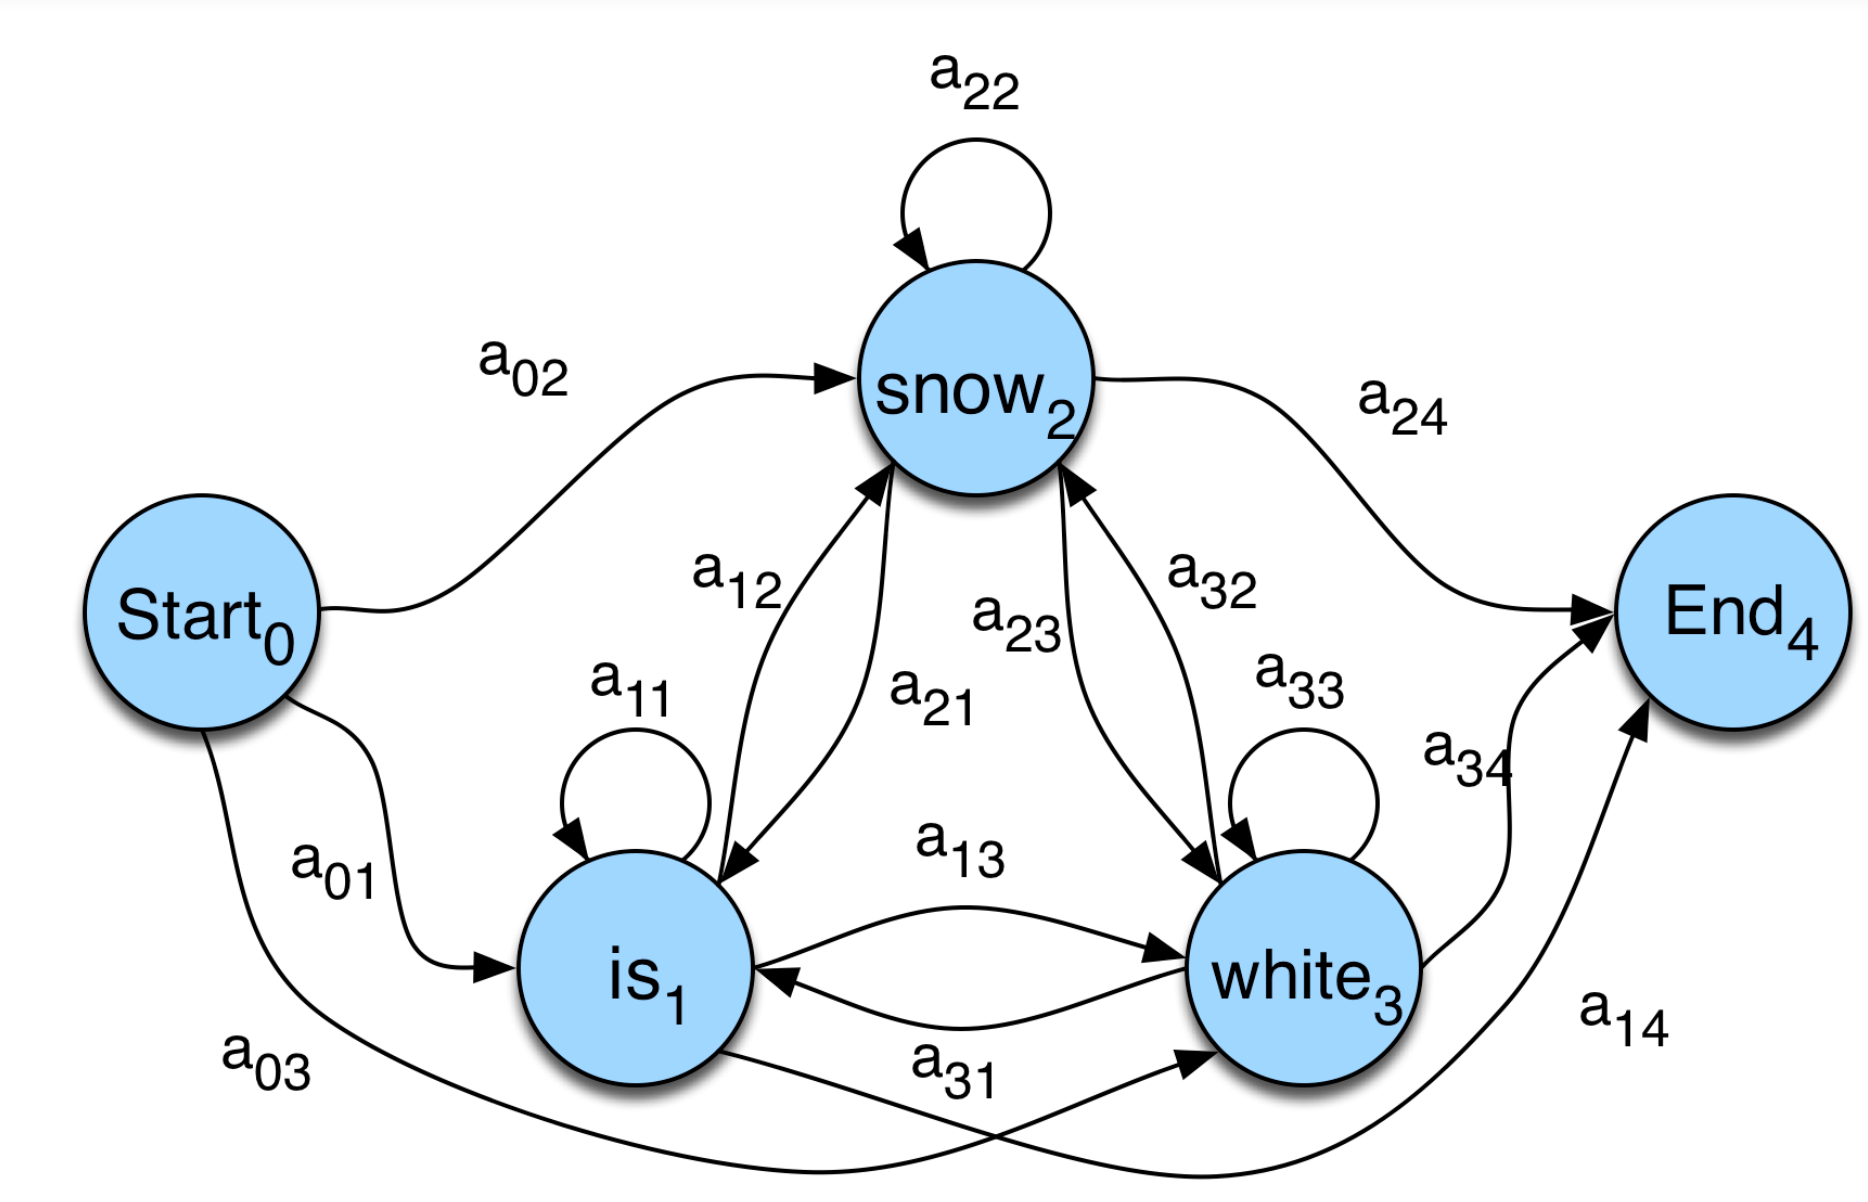 a22
a02
snow2
a24
Start0
End4
a12
a32
a23
a11
a21
a33
a34
a01
a13
is1
white3
a14
a03
a31